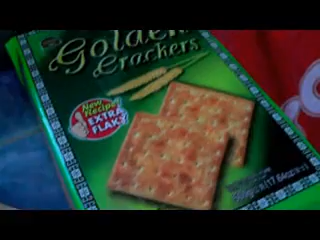 Golden
Crackers
New Recipe
EXTRA
FLAKY